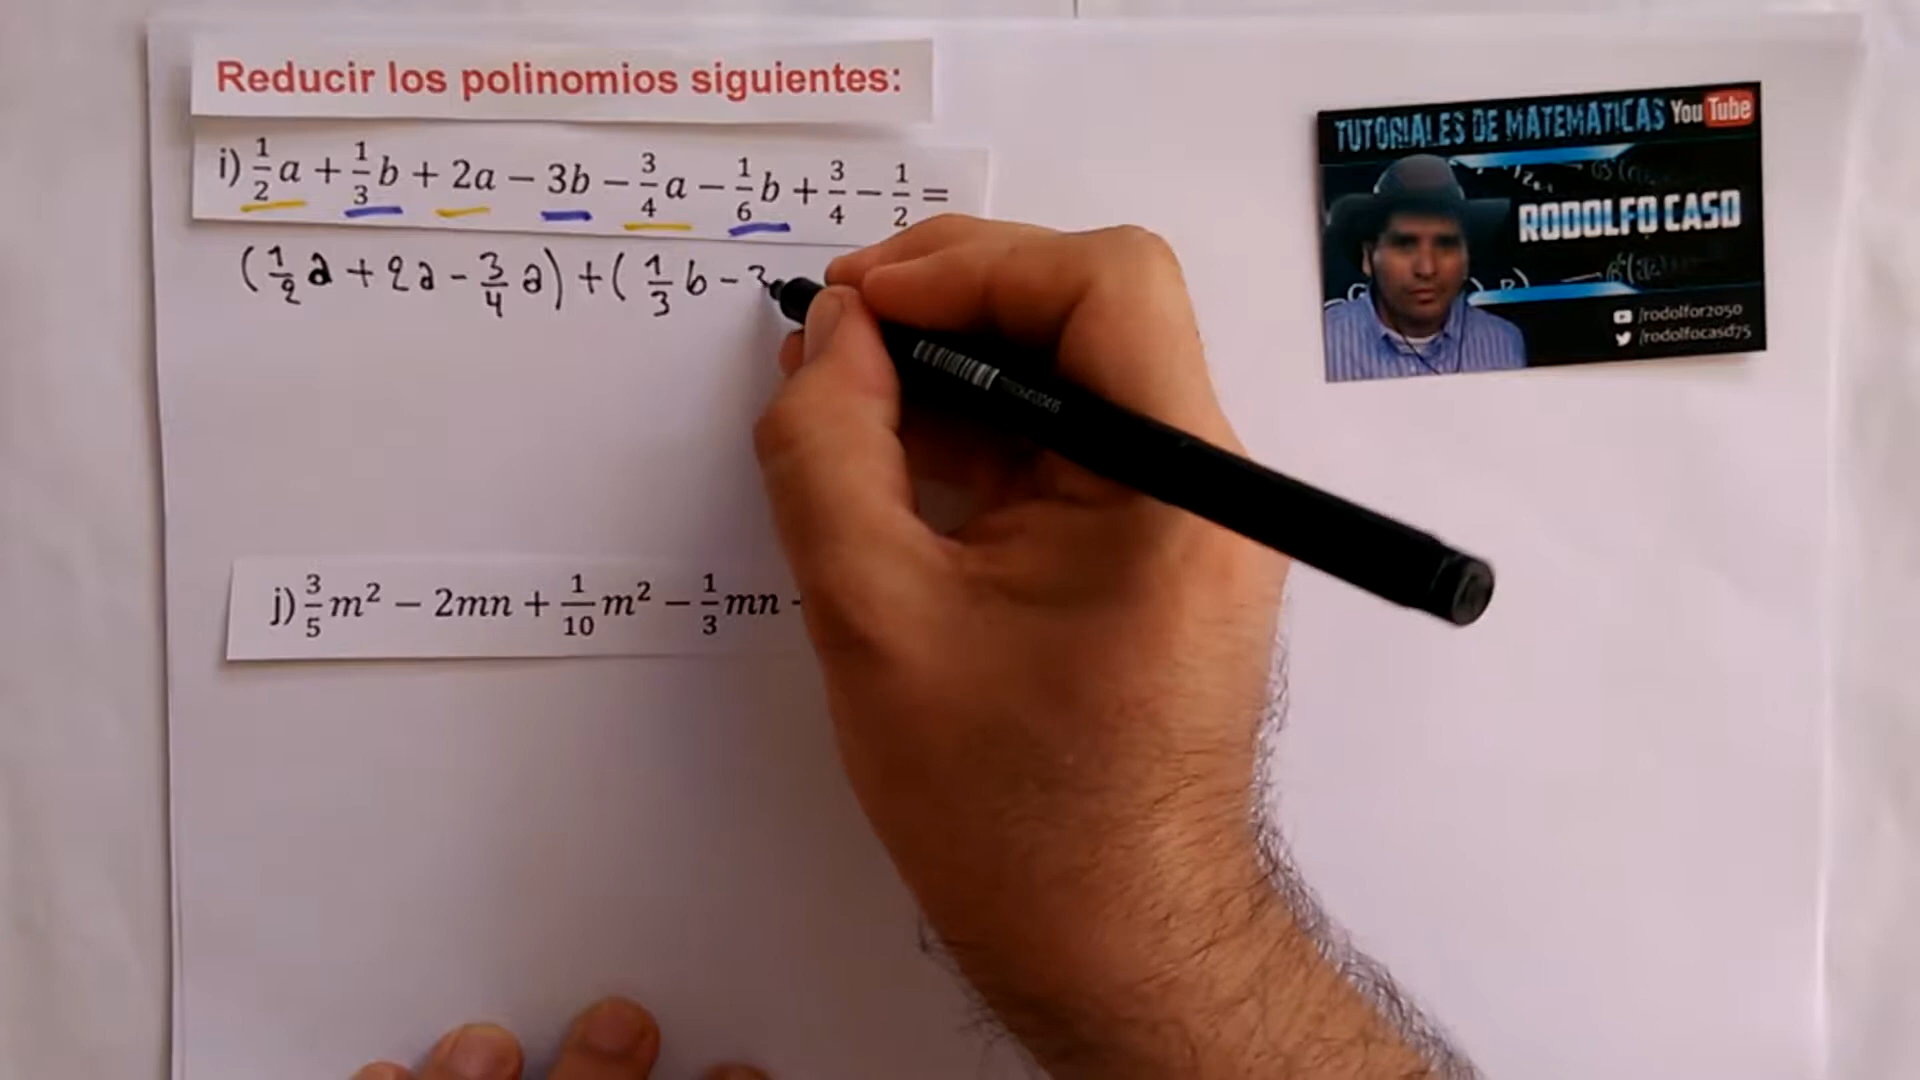 Reducir los polinomios siguientes:
i) 1/2 a + 1/3 b + 2a − 3b − 3/4 a − 1/6 b + 3/4 − 1/2 =
(1/2 a + 2a − 3/4 a) + (1/3 b − 3
j) 3/5 m² − 2mn + 1/10 m² − 1/3 mn -
TUTORIALES DE MATEMATICAS YouTube
RODOLFO CASD
/rodolfor2050
/rodolfocasd75